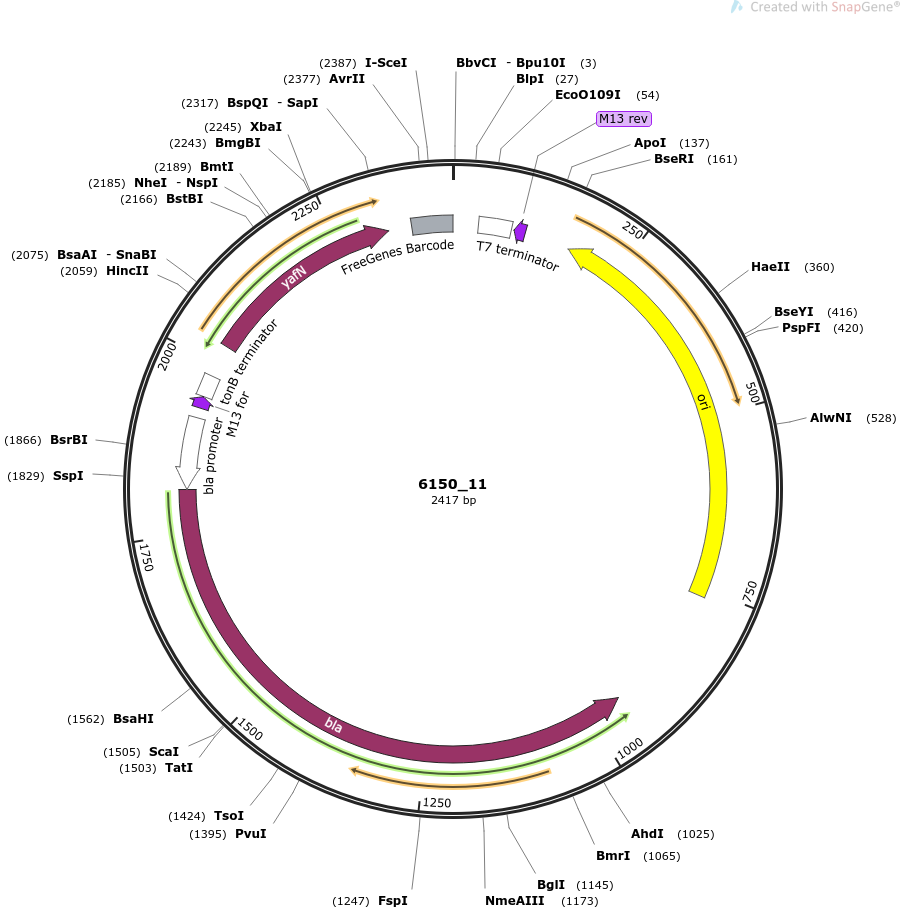 Created with SnapGene®
(2387) I-SceI
BbvCI - Bpu10I (3)
(2377) AvrII
BlpI (27)
EcoO109I (54)
(2317) BspQI - SapI
M13 rev
(2245) XbaI
(2243) BmgBI
ApoI (137)
BseRI (161)
(2189) BmtI
(2185) NheI - NspI
(2166) BstBI
2250
250
T7 terminator
FreeGenes Barcode
yafN
(2075) BsaAI - SnaBI
(2059) HincII
HaeII (360)
BseYI (416)
PspFI (420)
2000
tonB terminator
500
ori
M13 for
AlwNI (528)
(1866) BsrBI
bla promoter
(1829) SspI
6150_11
2417 bp
1750
750
(1562) BsaHI
bla
1500
(1505) ScaI
(1503) TatI
1000
1250
(1424) TsoI
(1395) PvuI
AhdI (1025)
BmrI (1065)
BglI (1145)
(1247) FspI
NmeAIII (1173)